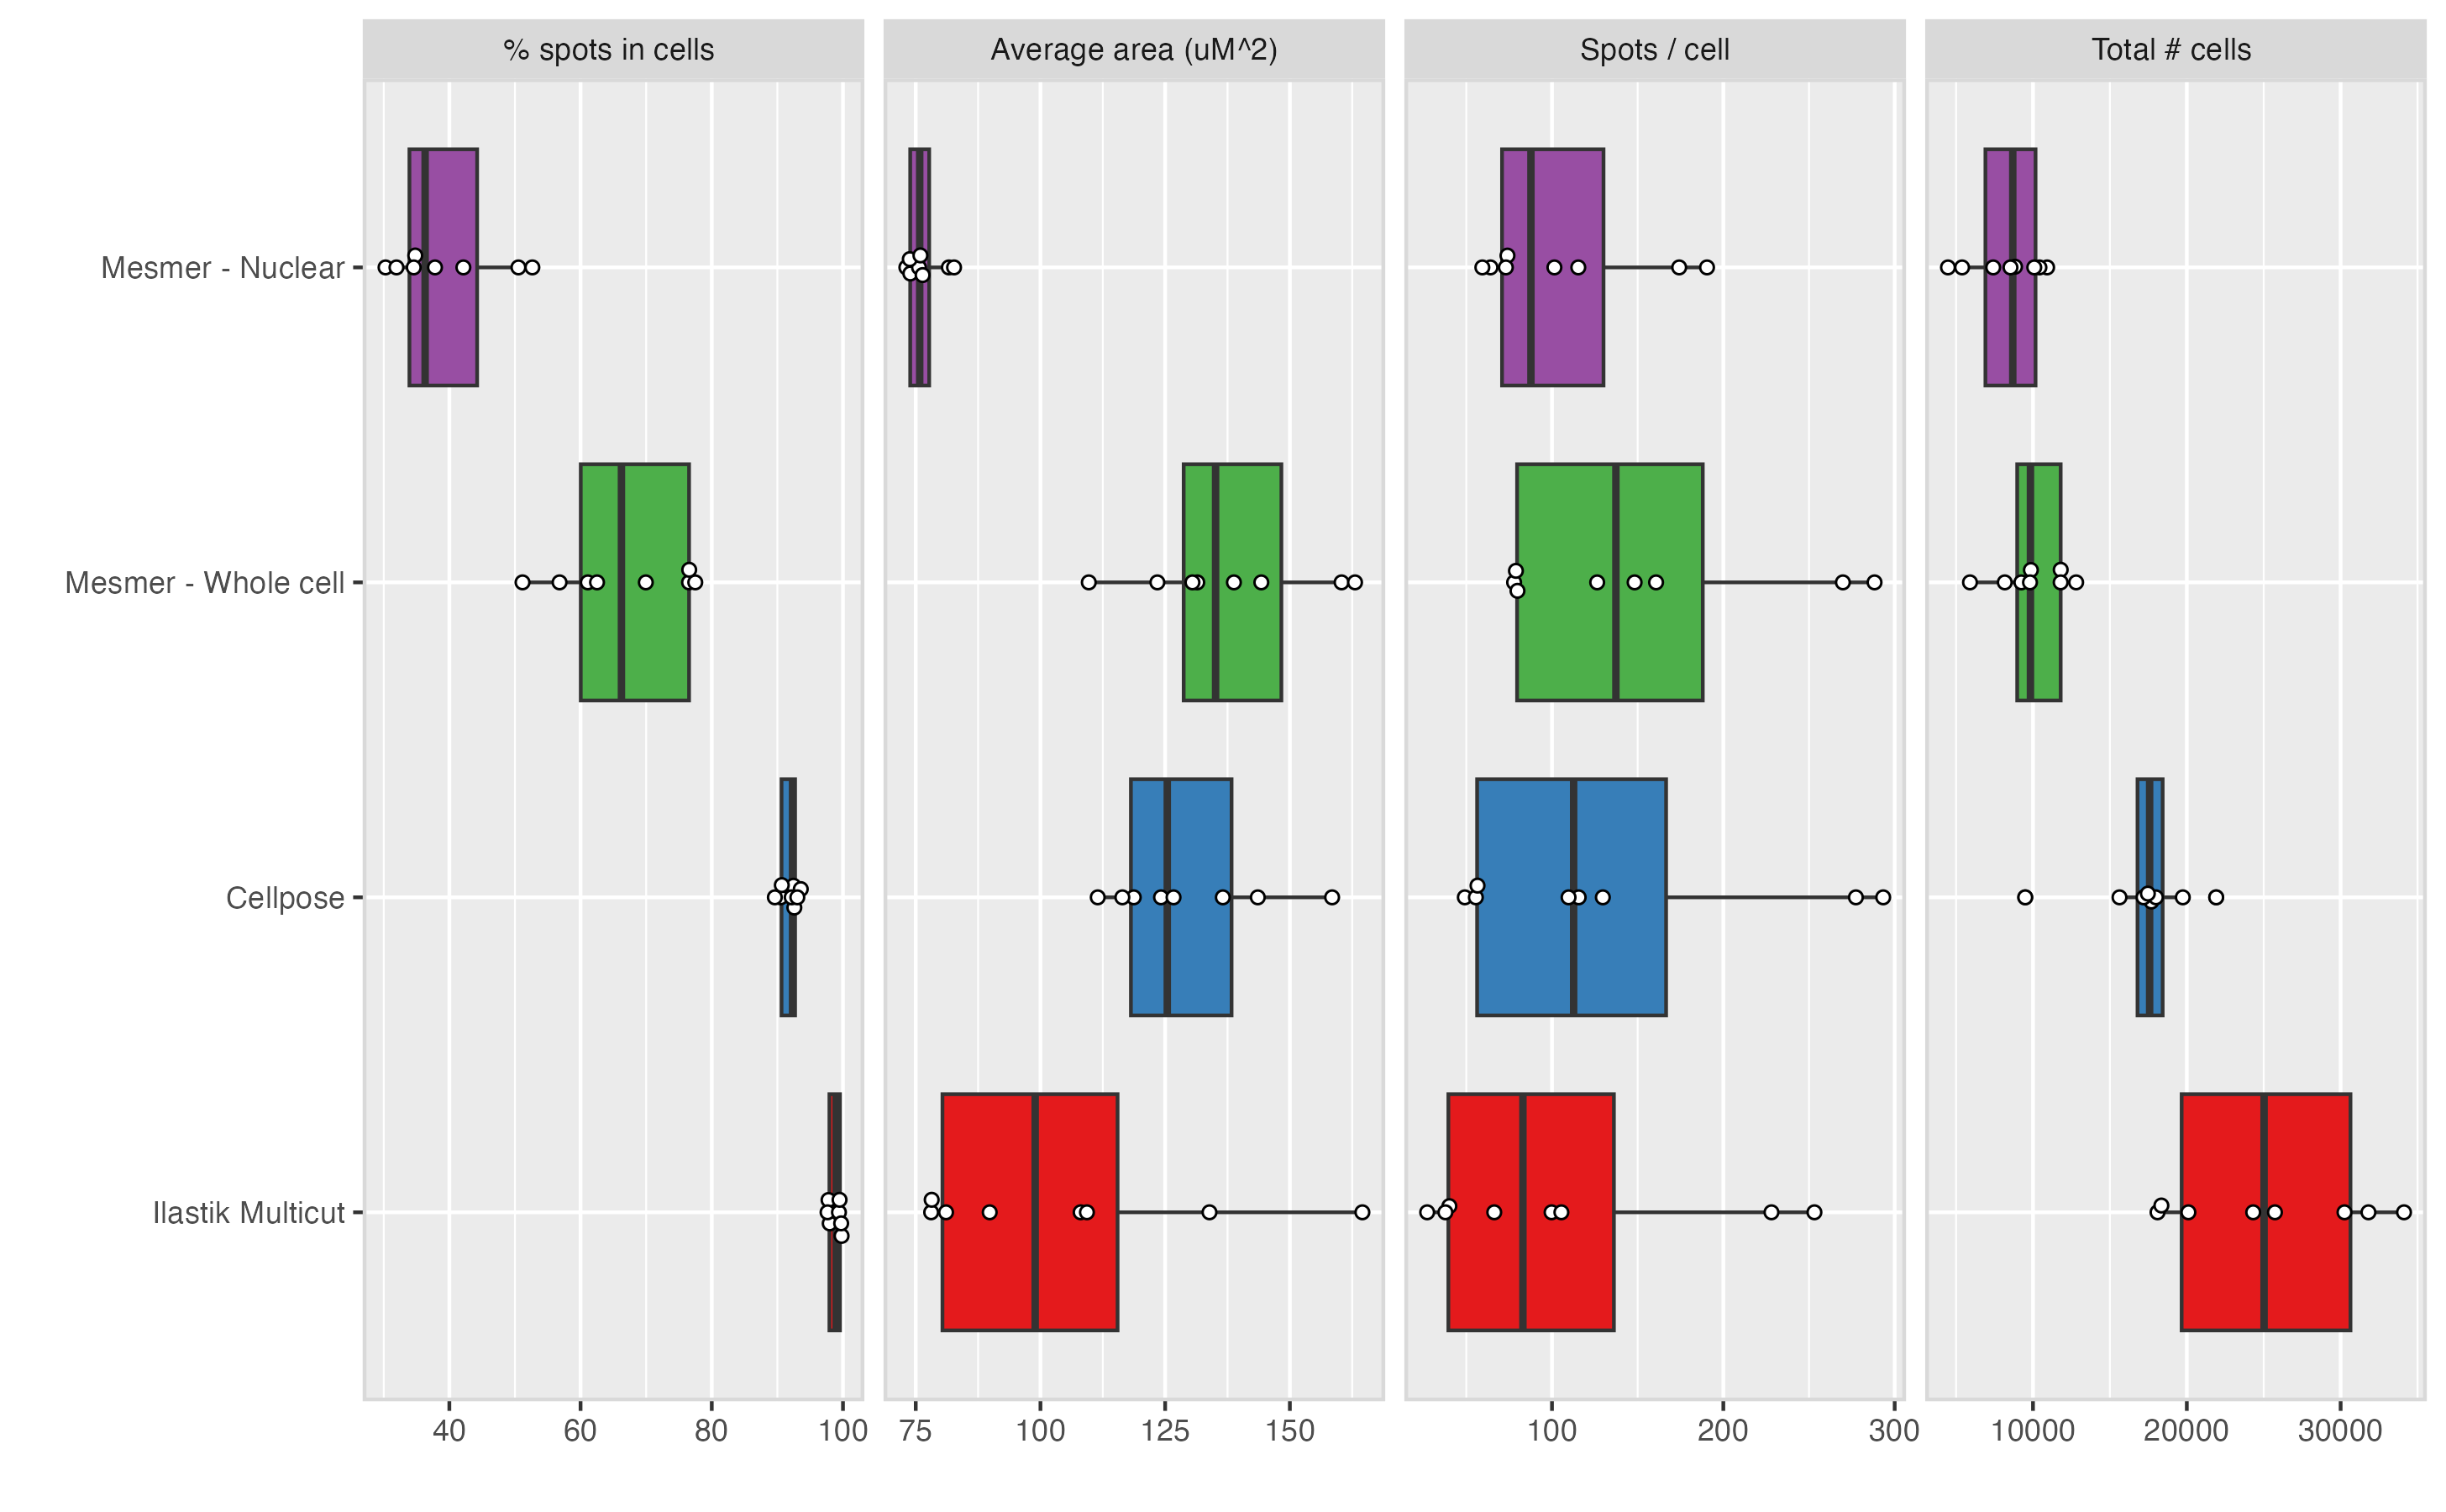 % spots in cells
Average area (uM^2)
Spots / cell
Total # cells
Mesmer - Nuclear
Mesmer - Whole cell
Cellpose
Ilastik Multicut
40 60 80 100 75 100 125 150 100 200 300 10000 20000 30000